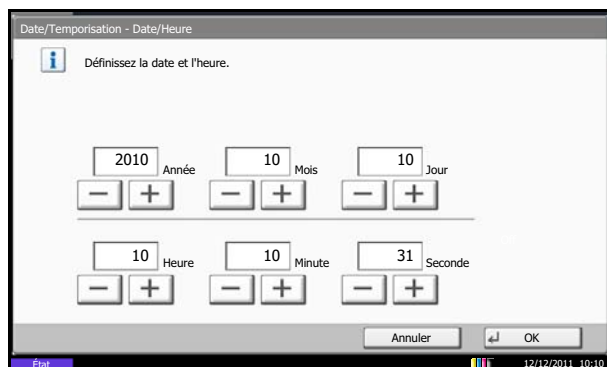 Date/Temporisation - Date/Heure
i
Définissez la date et l'heure.
2010 Année 10 Mois 10 Jour
− + − + − +
10 Heure 10 Minute 31 Seconde
− + − + − +
Annuler OK
État 12/12/2011 10:10